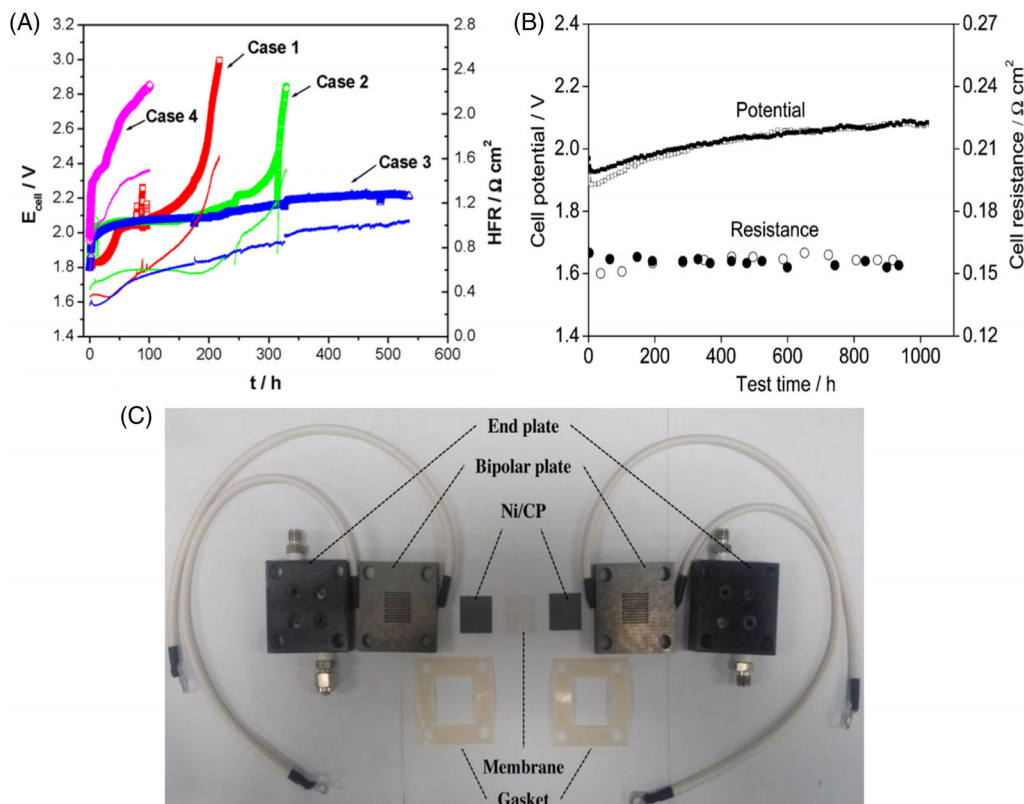 (A)
3.2
3.0
2.8
2.6
2.4
2.2
2.0
1.8
1.6
1.4
E_cell / V
Case 1
Case 2
Case 3
Case 4
2.8
2.4
2.0
1.6
1.2
0.8
0.4
0.0
HFR / Ω cm²
0 100 200 300 400 500 600
t / h
(B)
2.4
2.2
2.0
1.8
1.6
1.4
Cell potential / V
Potential
Resistance
0.27
0.24
0.21
0.18
0.15
0.12
Cell resistance / Ω cm²
0 200 400 600 800 1000
Test time / h
(C)
End plate
Bipolar plate
Ni/CP
Membrane
Gasket